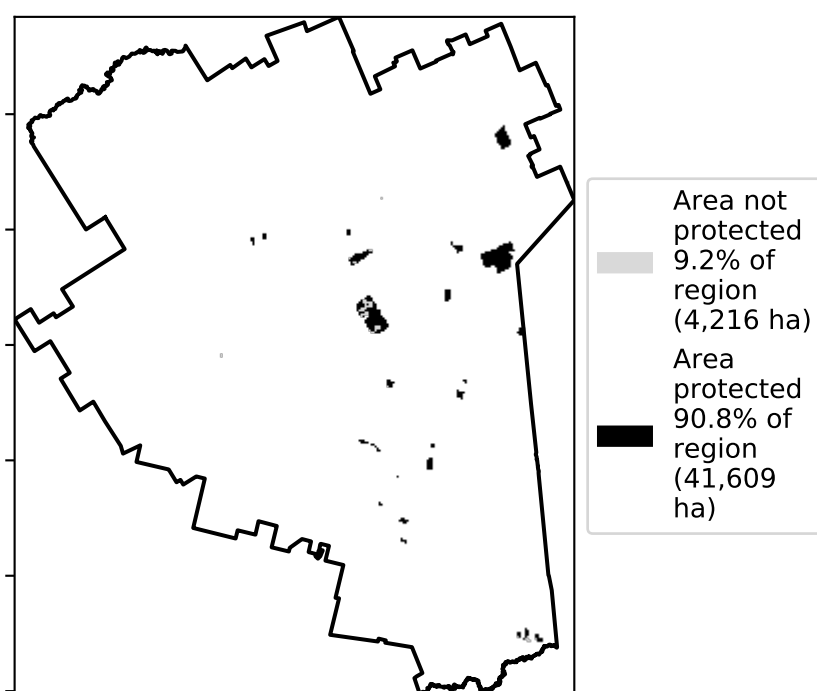 Area not
protected
9.2% of
region
(4,216 ha)
Area
protected
90.8% of
region
(41,609
ha)